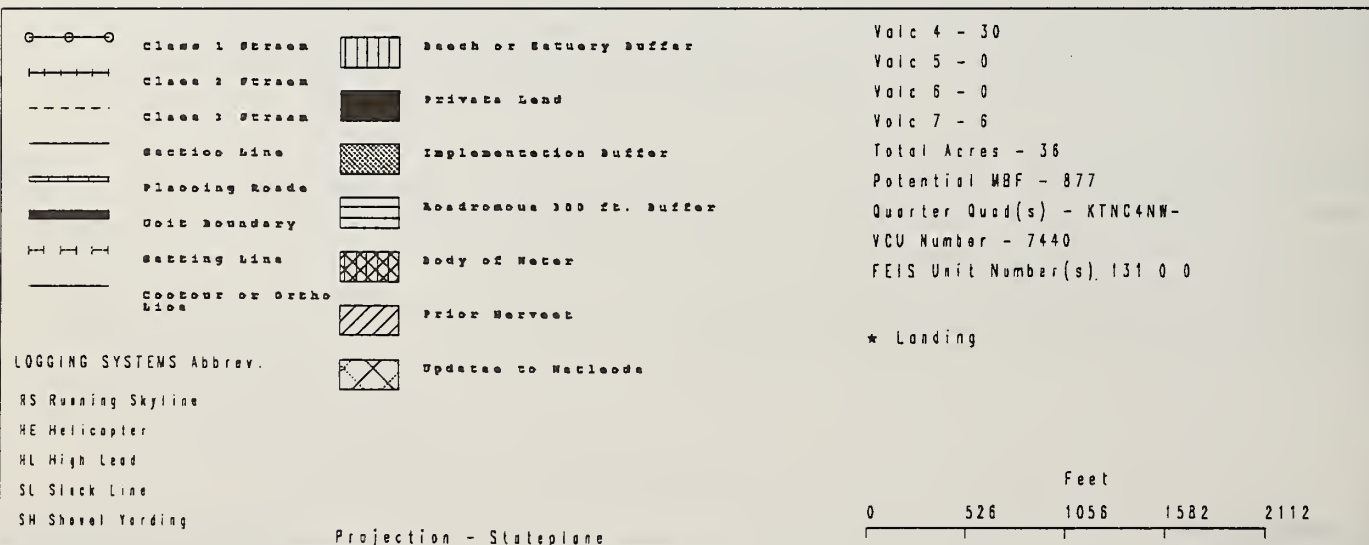 Class 1 Stream
Class 2 Stream
Class 3 Stream
Section Line
Planning Roads
Unit Boundary
Setting Line
Contour or Ortho
Line
LOGGING SYSTEMS Abbrev.
RS Running Skyline
HE Helicopter
HL High Lead
SL Slack Line
SH Shovel Yarding
Beach or Estuary Buffer
Private Land
Implementation Buffer
Anadromous 300 ft. Buffer
Body of Water
Prior Harvest
Updates to Wetlands
Projection - Stateplane
Volc 4 - 30
Volc 5 - 0
Volc 6 - 0
Volc 7 - 6
Total Acres - 36
Potential MBF - 877
Quarter Quad(s) - KTNC4NW-
VCU Number - 7440
FEIS Unit Number(s). 131 0 0
* Landing
Feet
0 526 1056 1582 2112